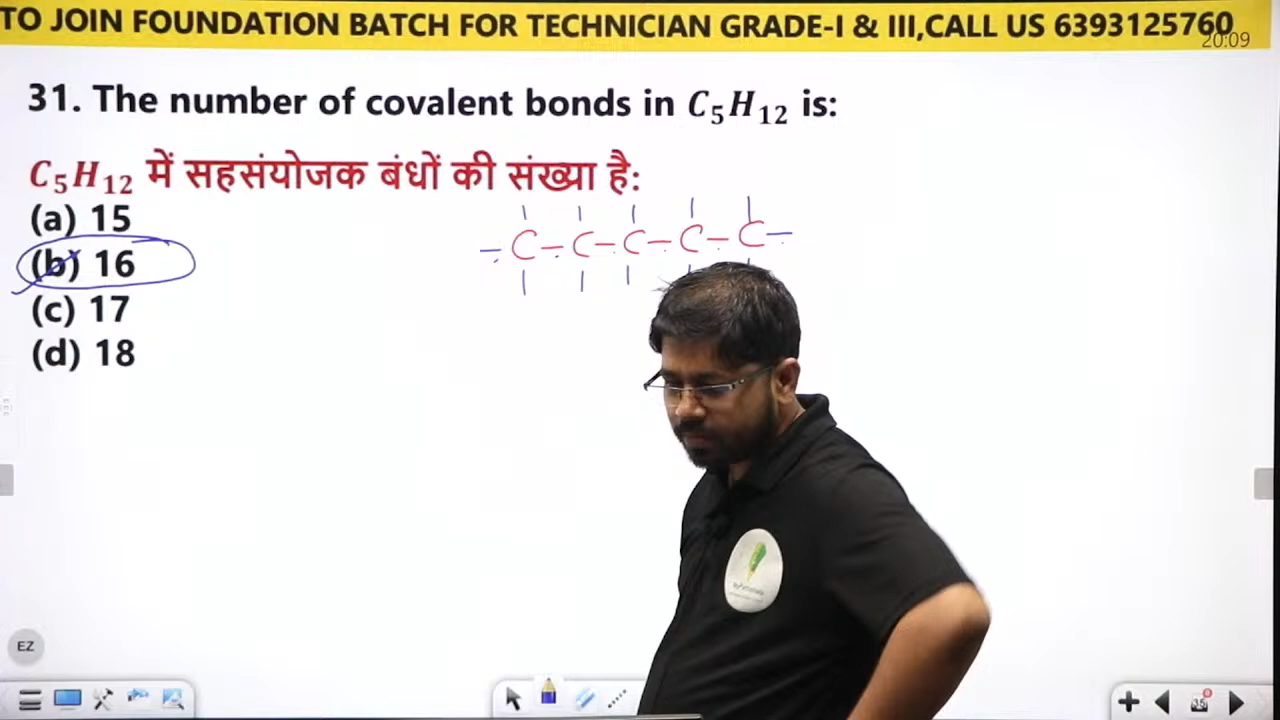 TO JOIN FOUNDATION BATCH FOR TECHNICIAN GRADE-I & III,CALL US 6393125760
20:09
31. The number of covalent bonds in C₅H₁₂ is:
C₅H₁₂ में सहसंयोजक बंधों की संख्या है:
(a) 15
(b) 16
(c) 17
(d) 18
C – C – C – C – C –
EZ